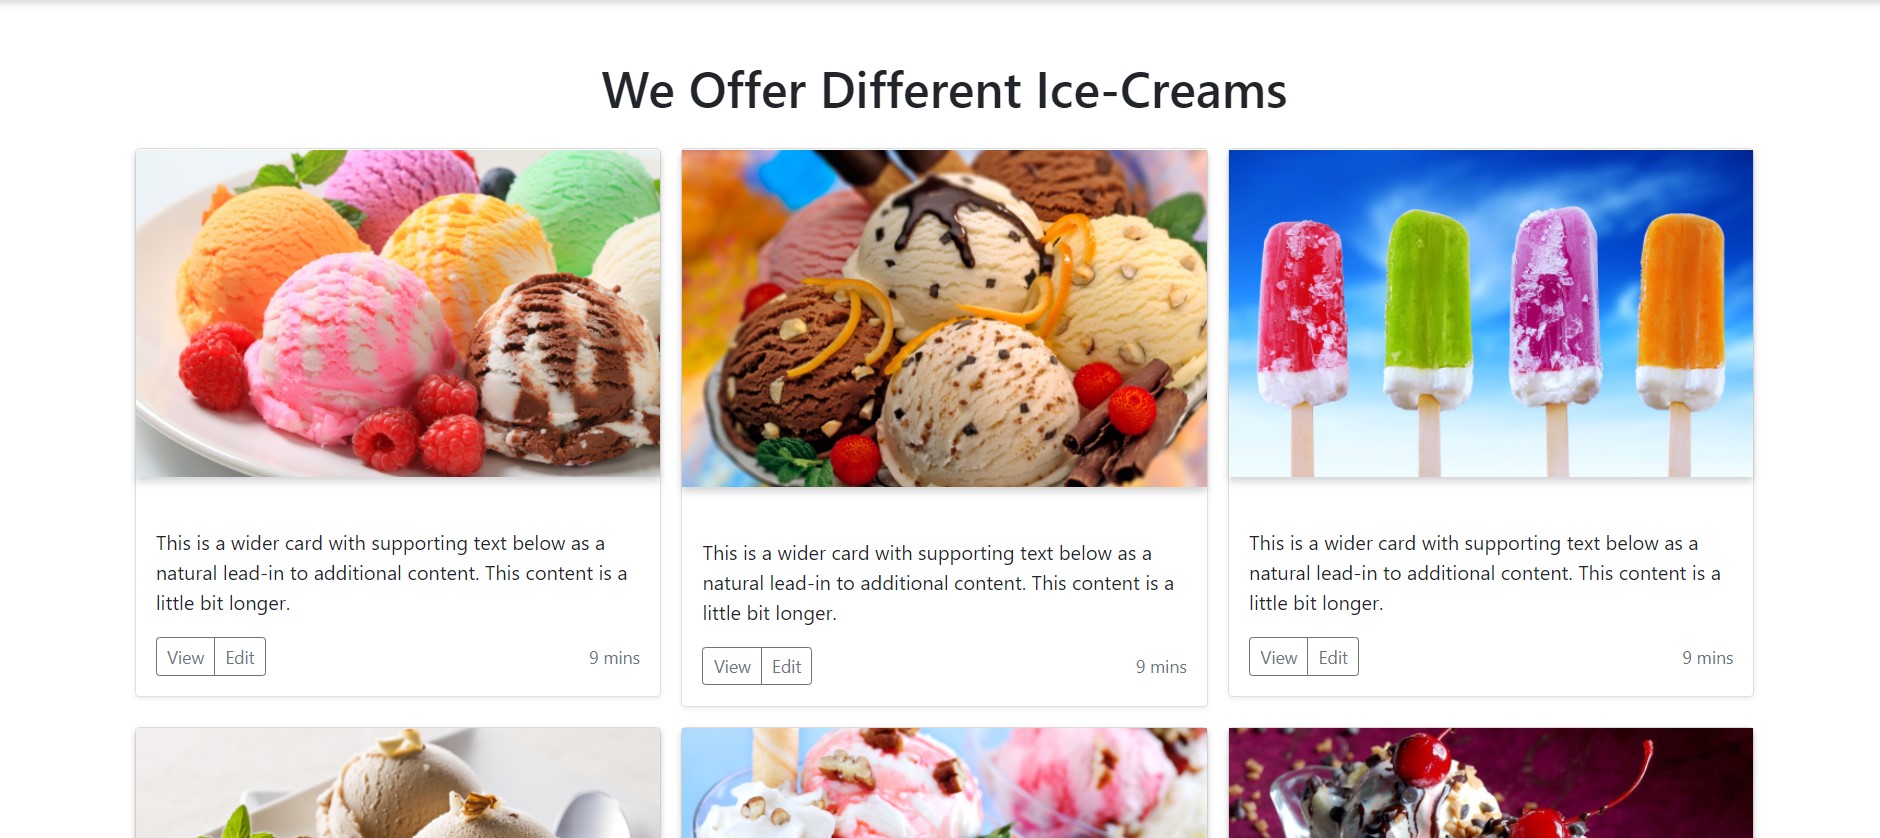 We Offer Different Ice-Creams
This is a wider card with supporting text below as a
natural lead-in to additional content. This content is a
little bit longer.
View Edit 9 mins
This is a wider card with supporting text below as a
natural lead-in to additional content. This content is a
little bit longer.
View Edit 9 mins
This is a wider card with supporting text below as a
natural lead-in to additional content. This content is a
little bit longer.
View Edit 9 mins